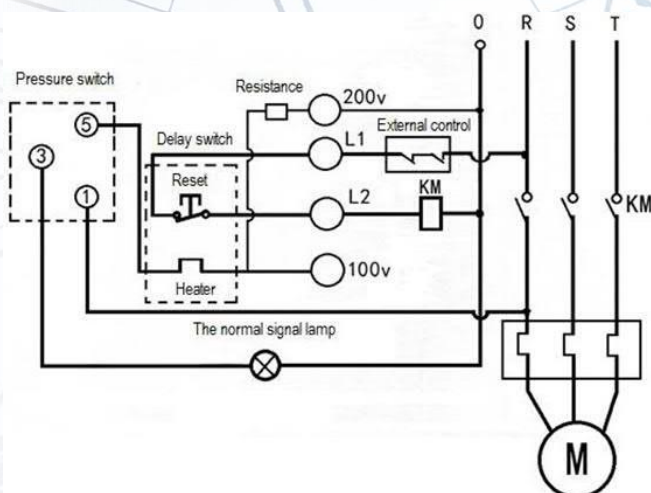 O R S T
Pressure switch
Resistance
200v
⑤
External control
Delay switch
L1
③
Reset
KM
①
L2
KM
100v
Heater
The normal signal lamp
M